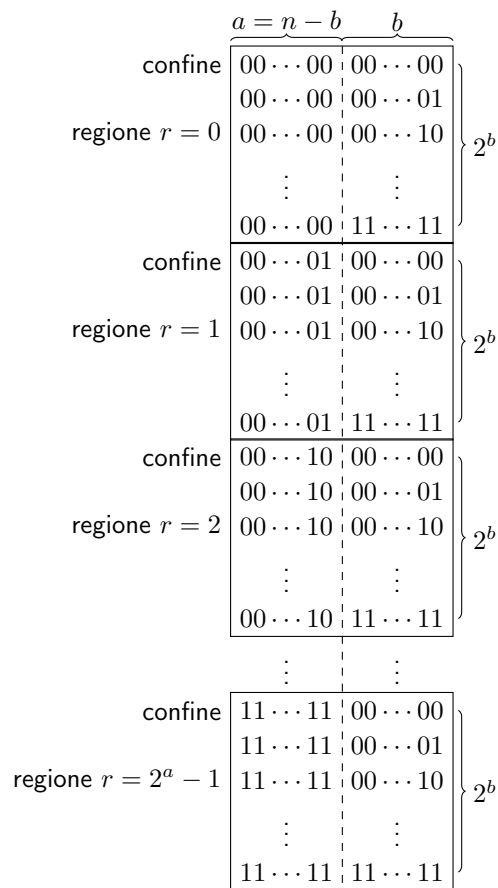 a = n − b b
confine 00 ⋯ 00 00 ⋯ 00
00 ⋯ 00 00 ⋯ 01
regione r = 0 00 ⋯ 00 00 ⋯ 10 2^b
⋮ ⋮
00 ⋯ 00 11 ⋯ 11
confine 00 ⋯ 01 00 ⋯ 00
00 ⋯ 01 00 ⋯ 01
regione r = 1 00 ⋯ 01 00 ⋯ 10 2^b
⋮ ⋮
00 ⋯ 01 11 ⋯ 11
confine 00 ⋯ 10 00 ⋯ 00
00 ⋯ 10 00 ⋯ 01
regione r = 2 00 ⋯ 10 00 ⋯ 10 2^b
⋮ ⋮
00 ⋯ 10 11 ⋯ 11
⋮ ⋮
confine 11 ⋯ 11 00 ⋯ 00
11 ⋯ 11 00 ⋯ 01
regione r = 2^a − 1 11 ⋯ 11 00 ⋯ 10 2^b
⋮ ⋮
11 ⋯ 11 11 ⋯ 11